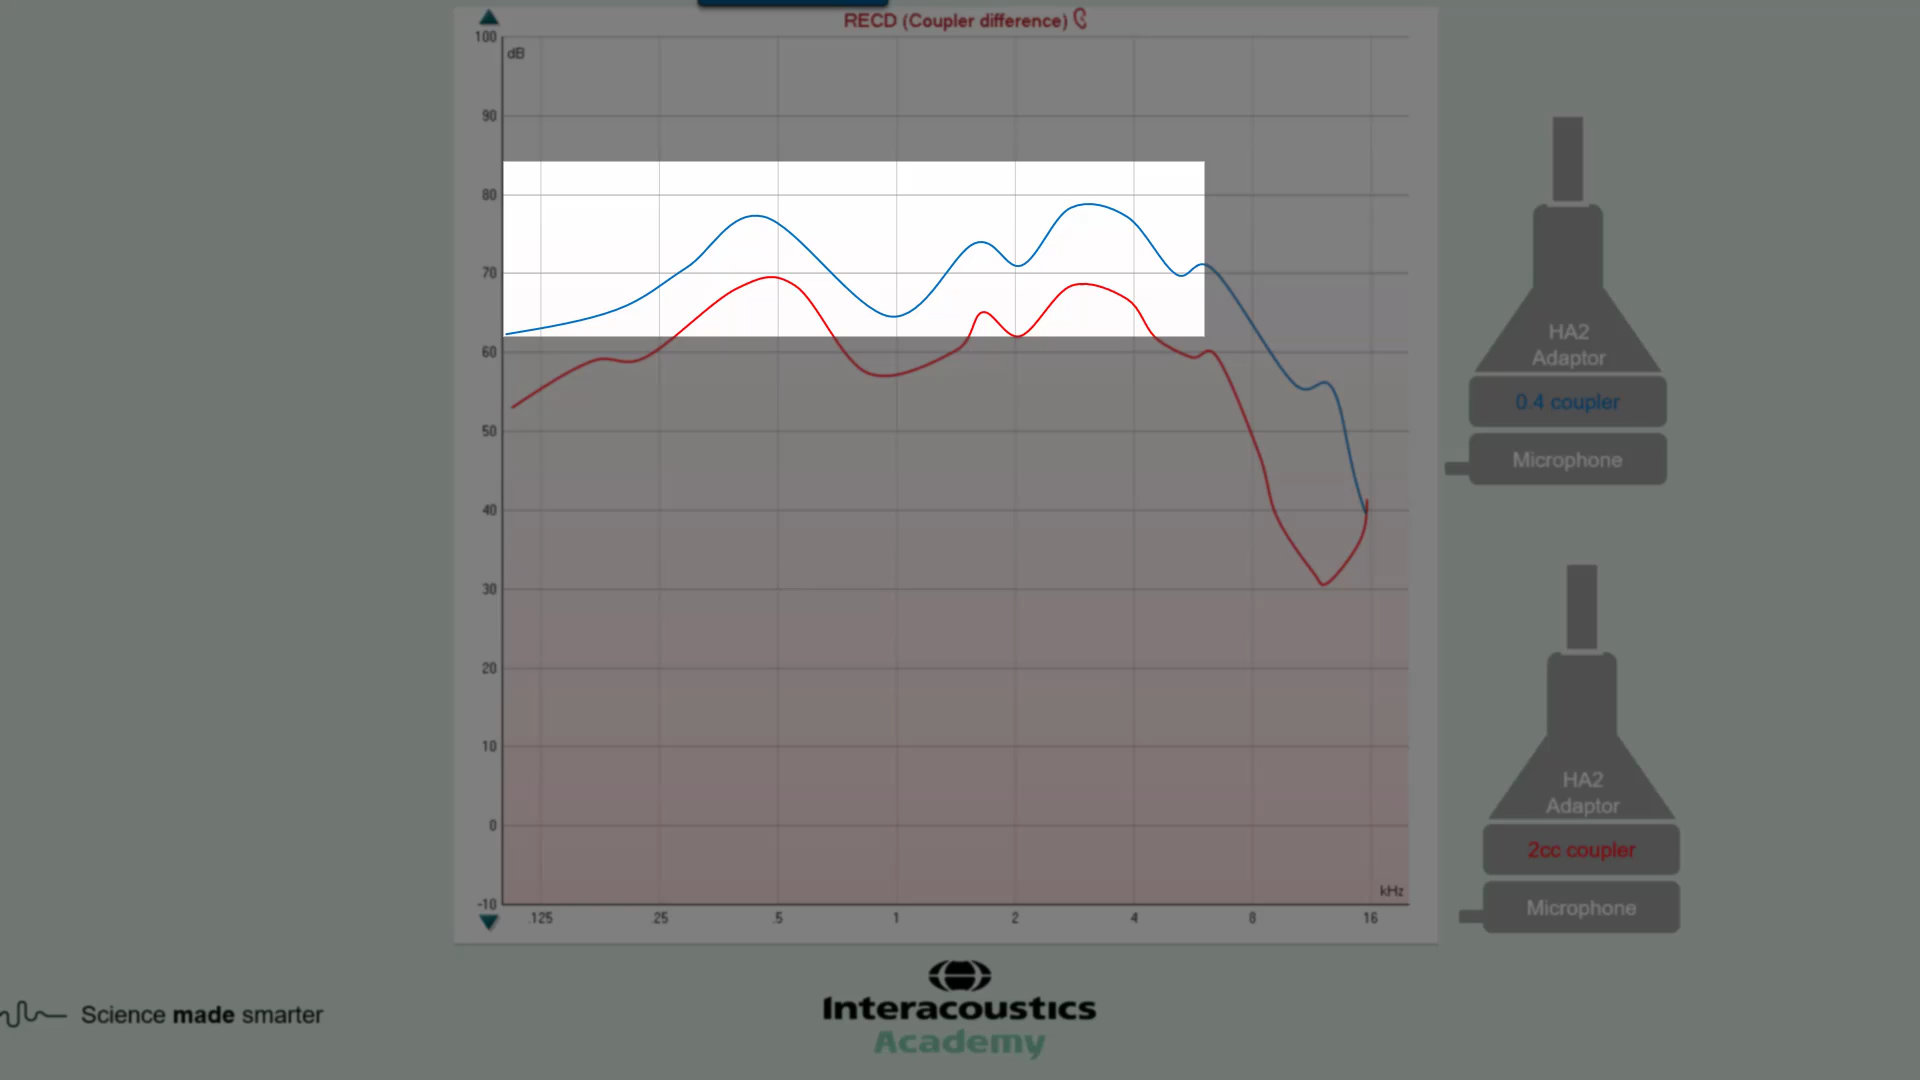 RECD (Coupler difference)
100
dB
90
80
70
60
50
40
30
20
10
0
-10
kHz
.125
.25
.5
1
2
4
8
16
HA2
Adaptor
0.4 coupler
Microphone
HA2
Adaptor
2cc coupler
Microphone
Science made smarter
Interacoustics
Academy